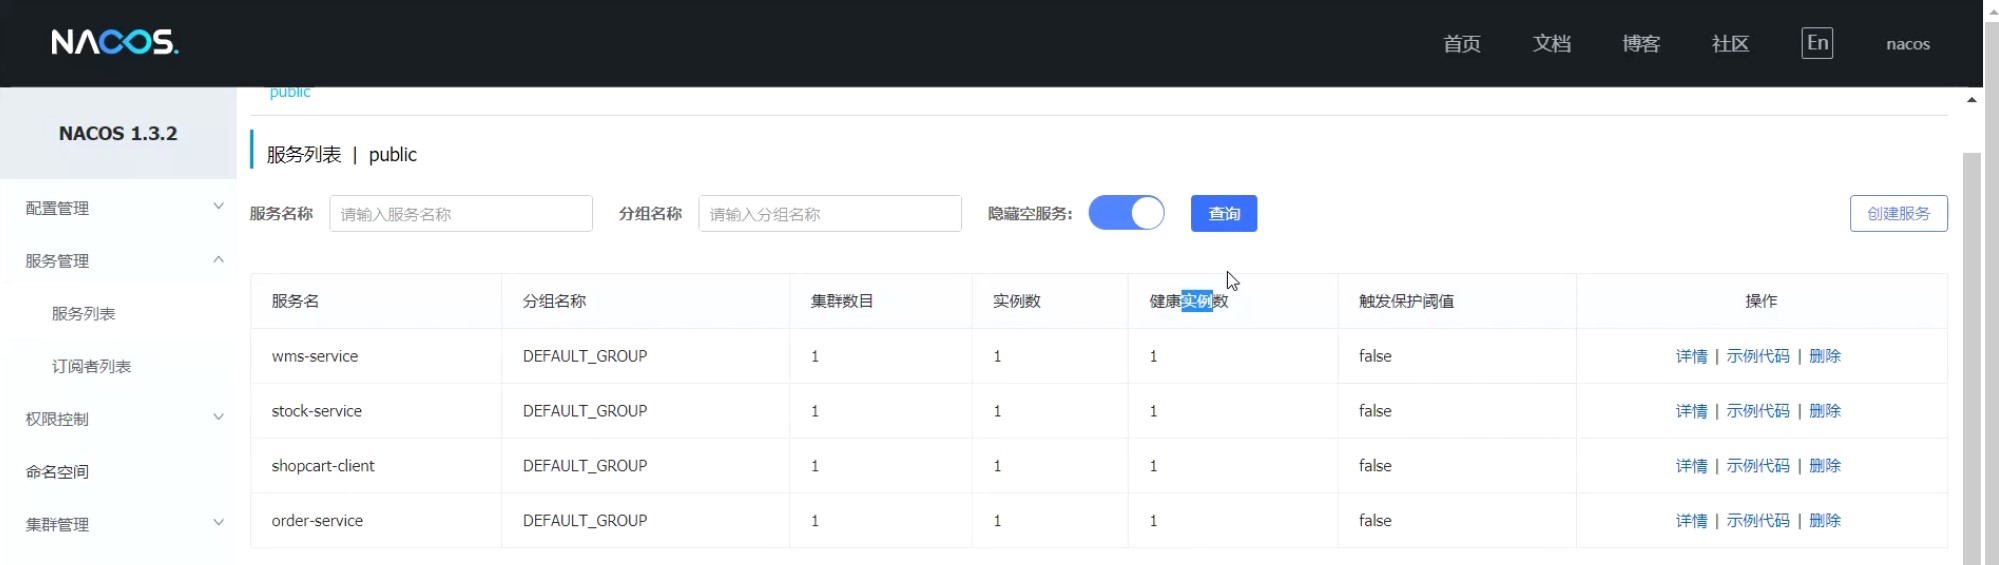 NACOS. 首页 文档 博客 社区 En nacos
public
NACOS 1.3.2
配置管理
服务管理
服务列表
订阅者列表
权限控制
命名空间
集群管理
服务列表 | public
服务名称 请输入服务名称 分组名称 请输入分组名称 隐藏空服务: 查询 创建服务
服务名 分组名称 集群数目 实例数 健康实例数 触发保护阈值 操作
wms-service DEFAULT_GROUP 1 1 1 false 详情 | 示例代码 | 删除
stock-service DEFAULT_GROUP 1 1 1 false 详情 | 示例代码 | 删除
shopcart-client DEFAULT_GROUP 1 1 1 false 详情 | 示例代码 | 删除
order-service DEFAULT_GROUP 1 1 1 false 详情 | 示例代码 | 删除